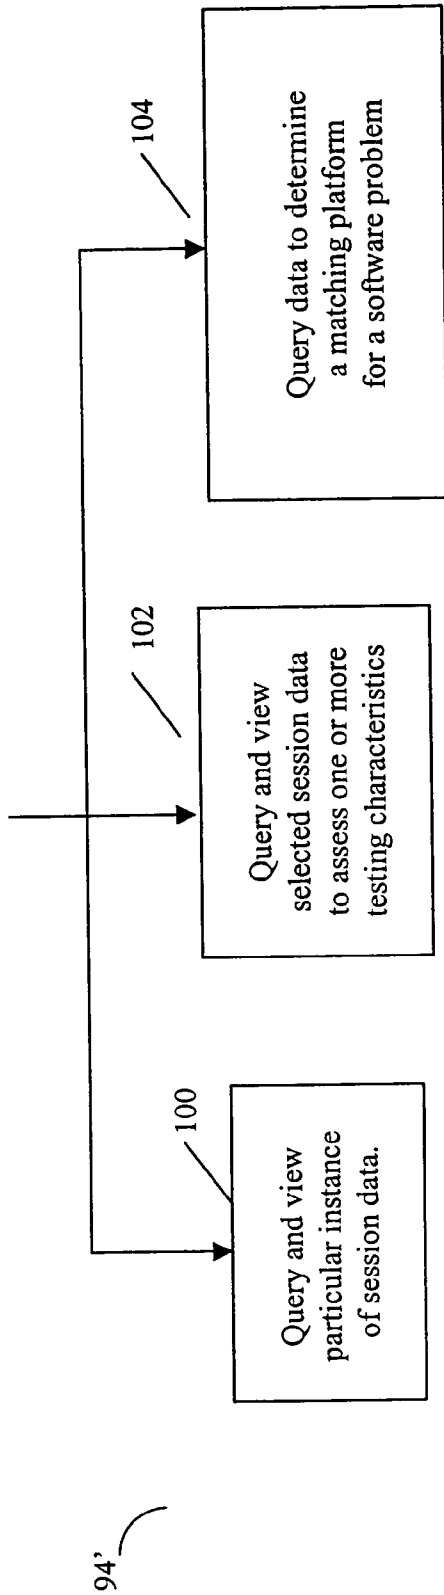 94'
100
Query and view
particular instance
of session data.
102
Query and view
selected session data
to assess one or more
testing characteristics
104
Query data to determine
a matching platform
for a software problem